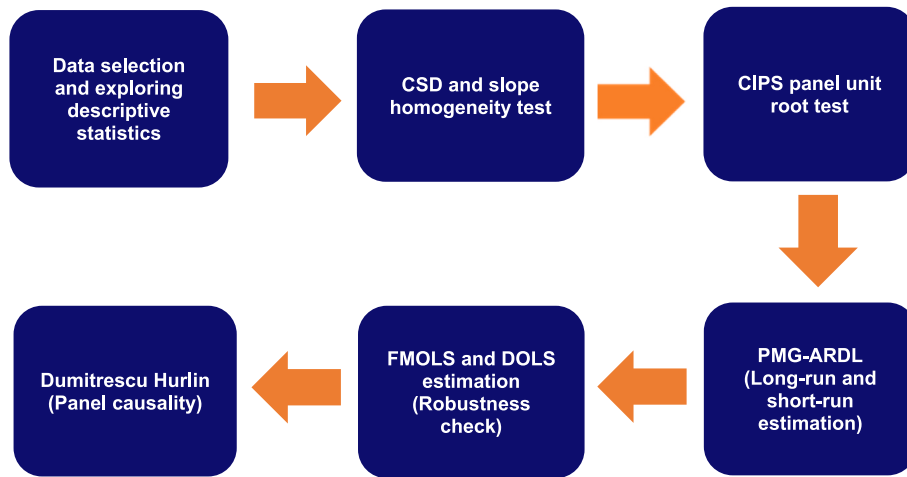 Data selection
and exploring
descriptive
statistics
CSD and slope
homogeneity test
CIPS panel unit
root test
PMG-ARDL
(Long-run and
short-run
estimation)
FMOLS and DOLS
estimation
(Robustness
check)
Dumitrescu Hurlin
(Panel causality)